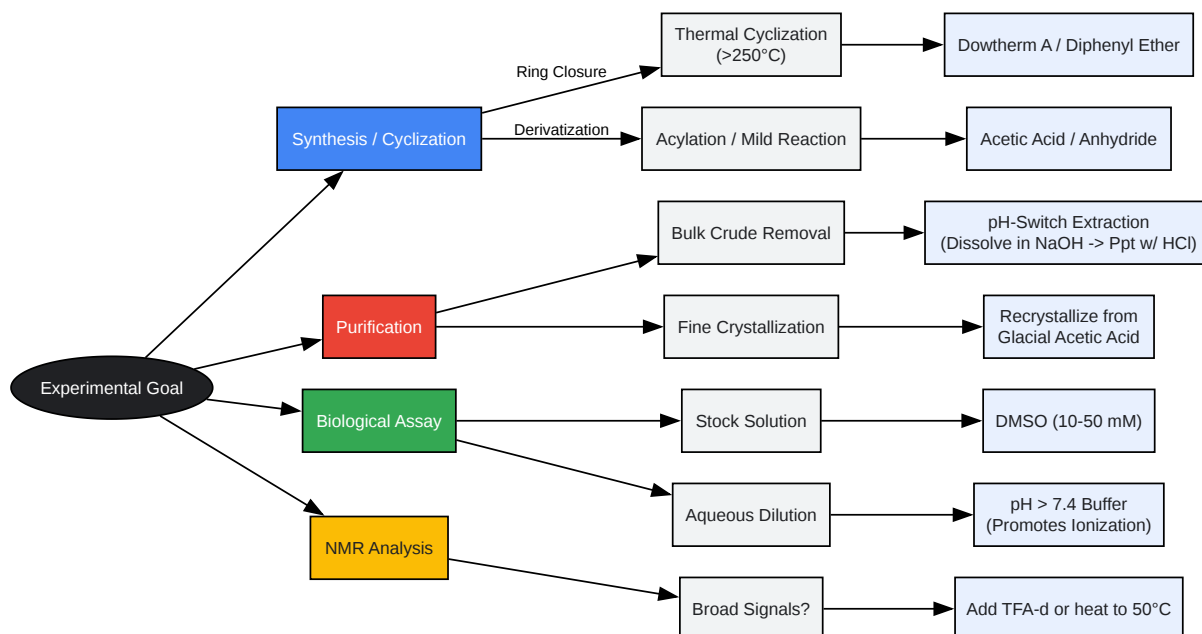 Thermal Cyclization
(>250°C)
Dowtherm A / Diphenyl Ether
Ring Closure
Synthesis / Cyclization
Derivatization
Acylation / Mild Reaction
Acetic Acid / Anhydride
Bulk Crude Removal
pH-Switch Extraction
(Dissolve in NaOH -> Ppt w/ HCl)
Purification
Fine Crystallization
Recrystallize from
Glacial Acetic Acid
Experimental Goal
Biological Assay
Stock Solution
DMSO (10-50 mM)
Aqueous Dilution
pH > 7.4 Buffer
(Promotes Ionization)
NMR Analysis
Broad Signals?
Add TFA-d or heat to 50°C